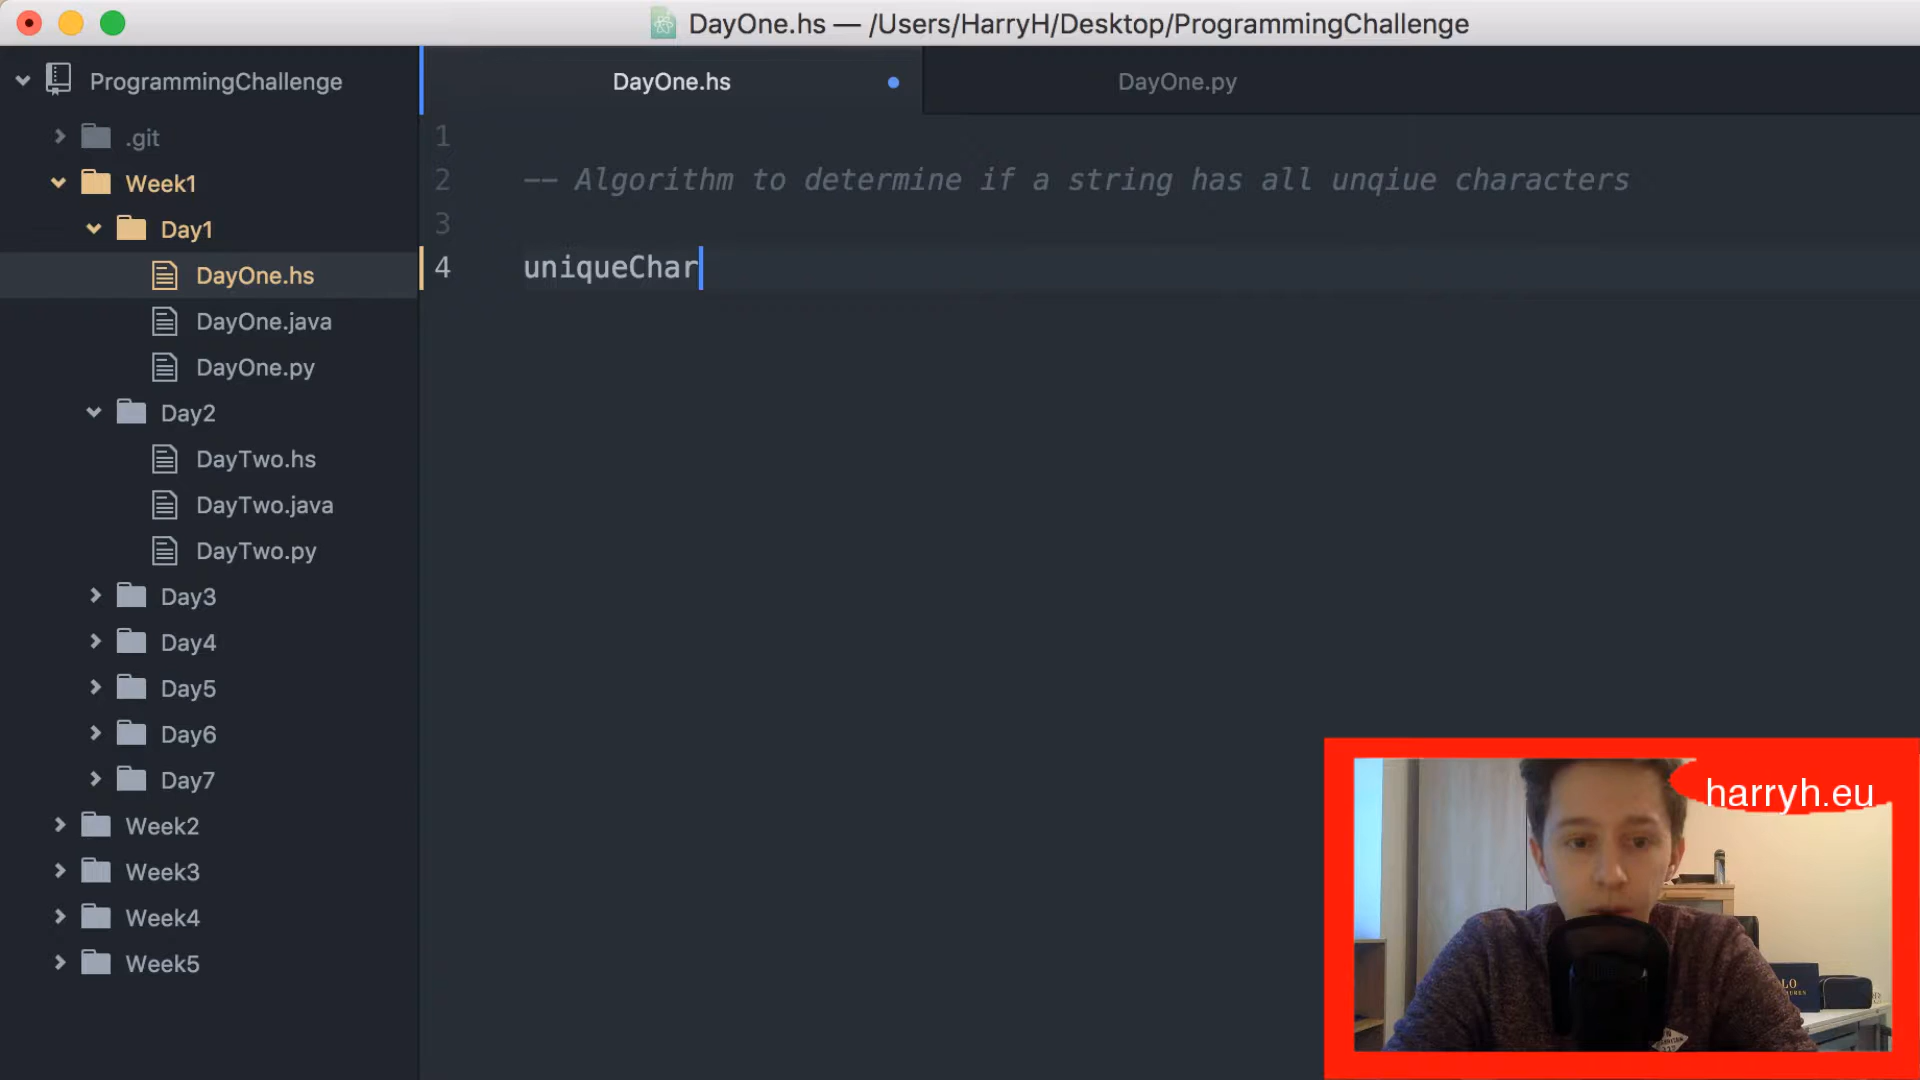 DayOne.hs — /Users/HarryH/Desktop/ProgrammingChallenge
ProgrammingChallenge
.git
Week1
Day1
DayOne.hs
DayOne.java
DayOne.py
Day2
DayTwo.hs
DayTwo.java
DayTwo.py
Day3
Day4
Day5
Day6
Day7
Week2
Week3
Week4
Week5
DayOne.hs
DayOne.py
1
2 -- Algorithm to determine if a string has all unqiue characters
3
4 uniqueChar
harryh.eu